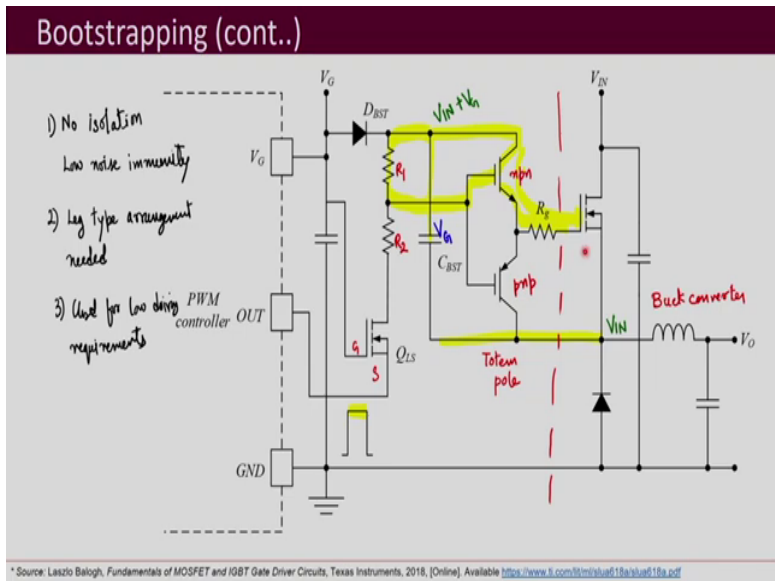 Bootstrapping (cont..)
V_G
V_IN
D_BST
V_IN + V_G
1) No isolation
Low noise immunity
V_G
R_1
npn
R_g
2) Leg type arrangement
needed
R_2
V_G
C_BST
pnp
Buck converter
3) Used for low driving
requirements
PWM
controller
OUT
V_IN
V_O
G
S
Q_LS
Totem
pole
GND
* Source: Laszlo Balogh, Fundamentals of MOSFET and IGBT Gate Driver Circuits, Texas Instruments, 2018, [Online]. Available https://www.ti.com/lit/ml/slua618a/slua618a.pdf